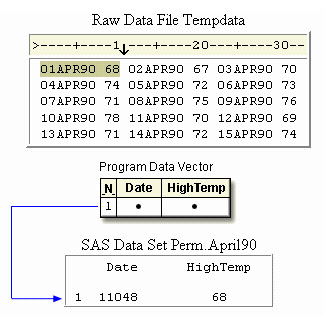 Raw Data File Tempdata
>----+----1----+----20----+----30--
01APR90 68 02APR90 67 03APR90 70
04APR90 74 05APR90 72 06APR90 73
07APR90 71 08APR90 75 09APR90 76
10APR90 78 11APR90 70 12APR90 69
13APR90 71 14APR90 72 15APR90 74
Program Data Vector
_N_ Date HighTemp
1 • •
SAS Data Set Perm.April90
Date HighTemp
1 11048 68